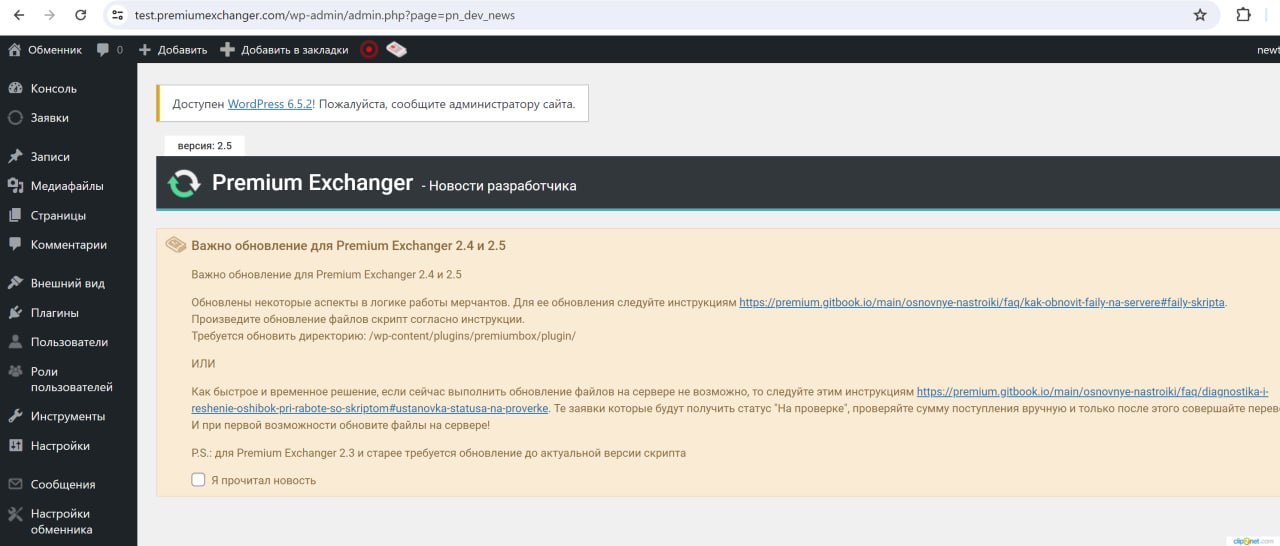 test.premiumexchanger.com/wp-admin/admin.php?page=pn_dev_news
Обменник 0 Добавить Добавить в закладки newt
Консоль
Заявки
Записи
Медиафайлы
Страницы
Комментарии
Внешний вид
Плагины
Пользователи
Роли
пользователей
Инструменты
Настройки
Сообщения
Настройки
обменника
Доступен WordPress 6.5.2! Пожалуйста, сообщите администратору сайта.
версия: 2.5
Premium Exchanger - Новости разработчика
Важно обновление для Premium Exchanger 2.4 и 2.5
Важно обновление для Premium Exchanger 2.4 и 2.5
Обновлены некоторые аспекты в логике работы мерчантов. Для ее обновления следуйте инструкциям https://premium.gitbook.io/main/osnovnye-nastroiki/faq/kak-obnovit-faily-na-servere#faily-skripta.
Произведите обновление файлов скрипт согласно инструкции.
Требуется обновить директорию: /wp-content/plugins/premiumbox/plugin/
ИЛИ
Как быстрое и временное решение, если сейчас выполнить обновление файлов на сервере не возможно, то следуйте этим инструкциям https://premium.gitbook.io/main/osnovnye-nastroiki/faq/diagnostika-i-
reshenie-oshibok-pri-rabote-so-skriptom#ustanovka-statusa-na-proverke. Те заявки которые будут получить статус "На проверке", проверяйте сумму поступления вручную и только после этого совершайте перев
И при первой возможности обновите файлы на сервере!
P.S.: для Premium Exchanger 2.3 и старее требуется обновление до актуальной версии скрипта
Я прочитал новость
clip2net.com